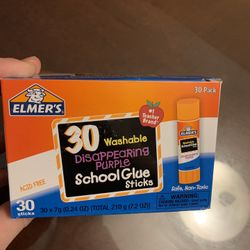 30 Pack
ELMER'S
#1
Teacher
Brand*
30 Washable
DISAPPEARING
PURPLE
School Glue
Sticks
ACID FREE
Safe, Non-Toxic
30
sticks
30 x 7g (0.24 OZ) [TOTAL 210 g (7.2 OZ)]
WARNING: